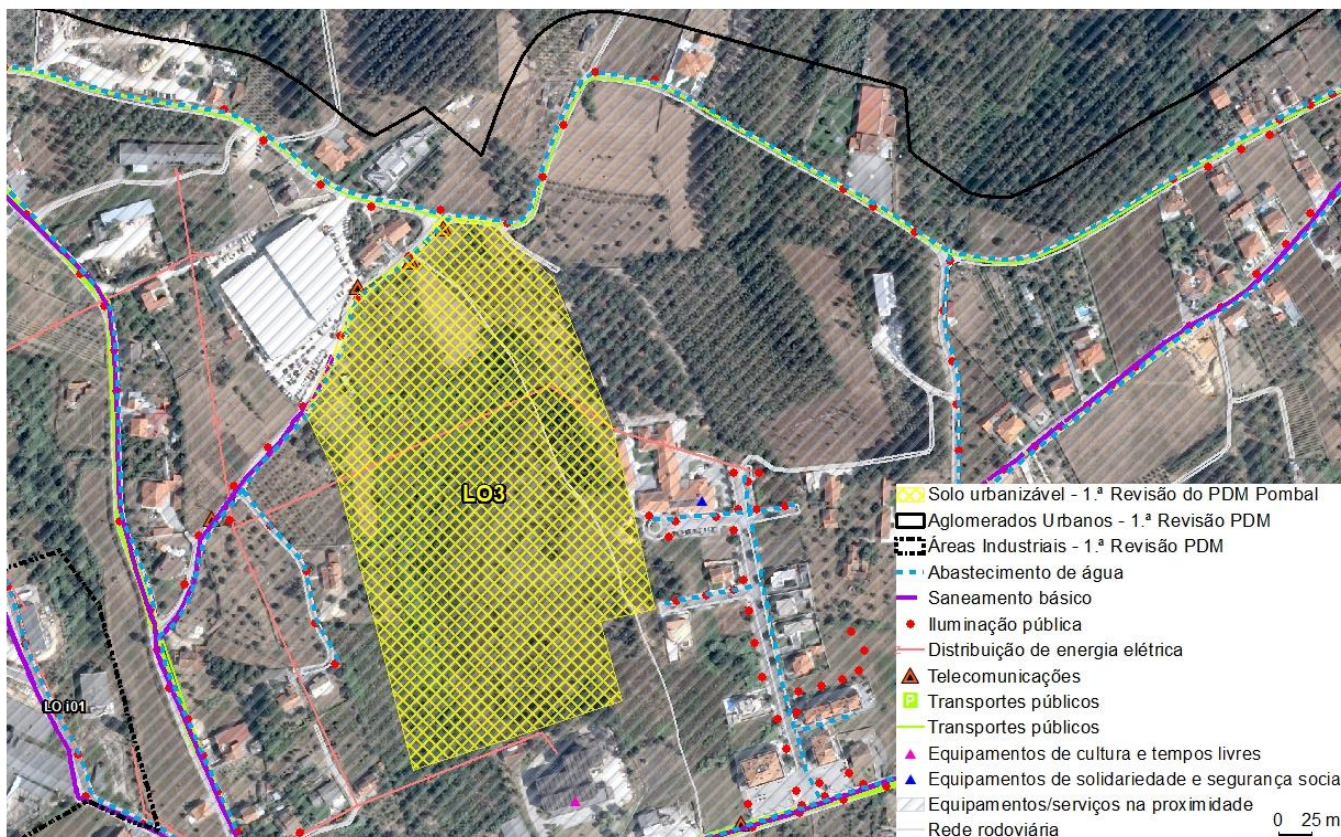 LO3
LO i01
Solo urbanizável - 1.ª Revisão do PDM Pombal
Aglomerados Urbanos - 1.ª Revisão PDM
Áreas Industriais - 1.ª Revisão PDM
Abastecimento de água
Saneamento básico
Iluminação pública
Distribuição de energia elétrica
Telecomunicações
P Transportes públicos
Transportes públicos
Equipamentos de cultura e tempos livres
Equipamentos de solidariedade e segurança social
Equipamentos/serviços na proximidade
Rede rodoviária
0 25 m